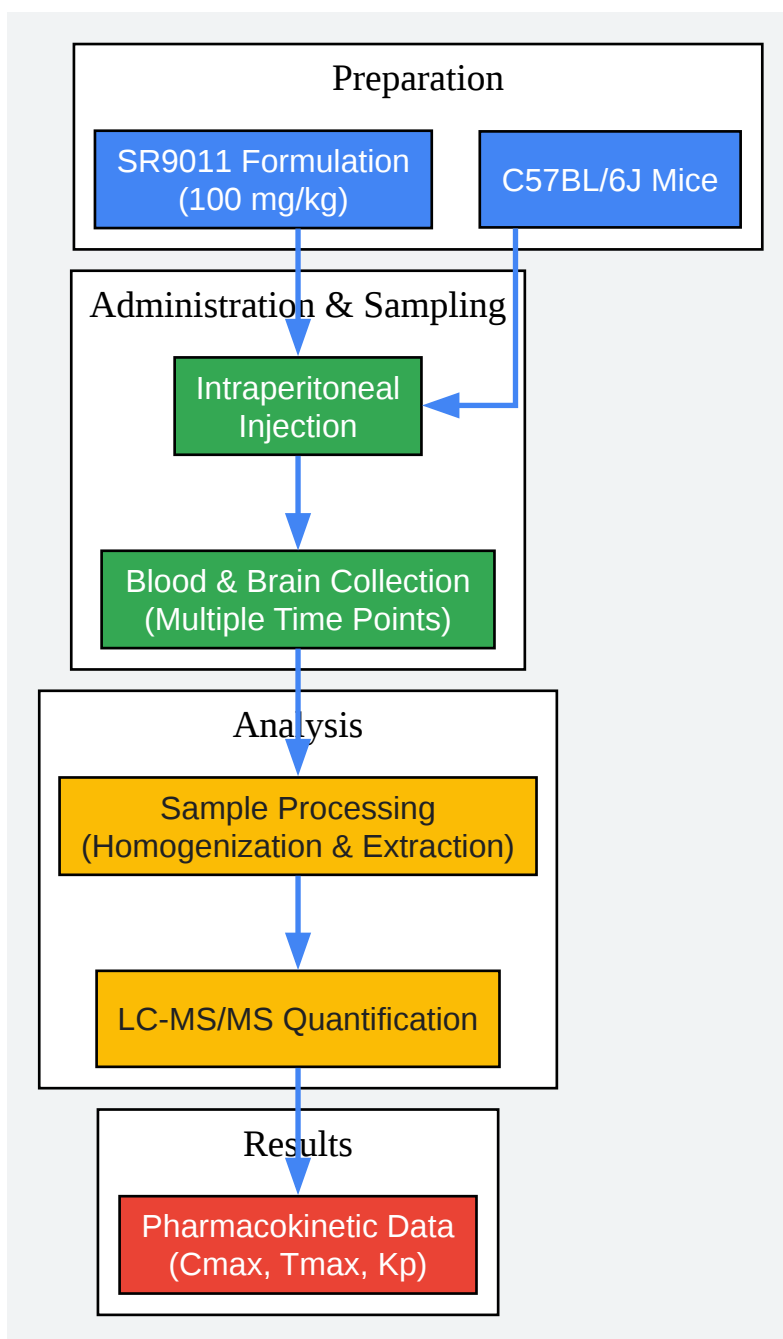 Preparation
SR9011 Formulation
(100 mg/kg)
C57BL/6J Mice
Administration & Sampling
Intraperitoneal
Injection
Blood & Brain Collection
(Multiple Time Points)
Analysis
Sample Processing
(Homogenization & Extraction)
LC-MS/MS Quantification
Results
Pharmacokinetic Data
(Cmax, Tmax, Kp)